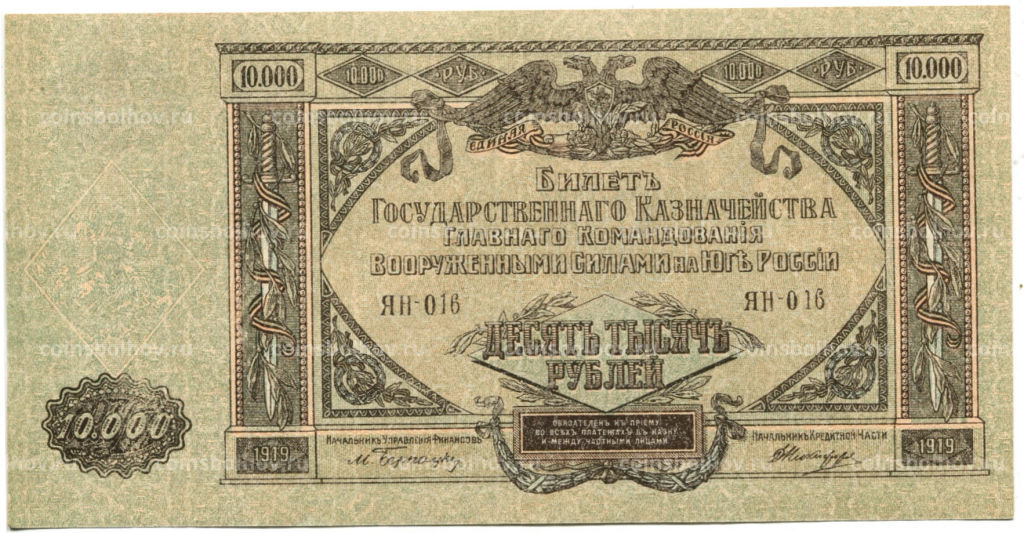 10.000
10.000
РУБ
10.000
РУБ
10.000
ЕДИНАЯ РОССІЯ
БИЛЕТЪ
ГОСУДАРСТВЕННАГО КАЗНАЧЕЙСТВА
ГЛАВНАГО КОМАНДОВАНІЯ
ВООРУЖЕННЫМИ СИЛАМИ НА ЮГѢ РОССІИ
ЯН-016
ЯН-016
ДЕСЯТЬ ТЫСЯЧЪ
РУБЛЕЙ
10.000
ОБЯЗАТЕЛЕНЪ КЪ ПРІЕМУ
ВО ВСѢХЪ ПЛАТЕЖАХЪ ВЪ КАЗНУ
И МЕЖДУ ЧАСТНЫМИ ЛИЦАМИ
НАЧАЛЬНИКЪ УПРАВЛЕНІЯ ФИНАНСОВЪ
НАЧАЛЬНИКЪ КРЕДИТНОЙ ЧАСТИ
1919
1919
coinsbolhov.ru